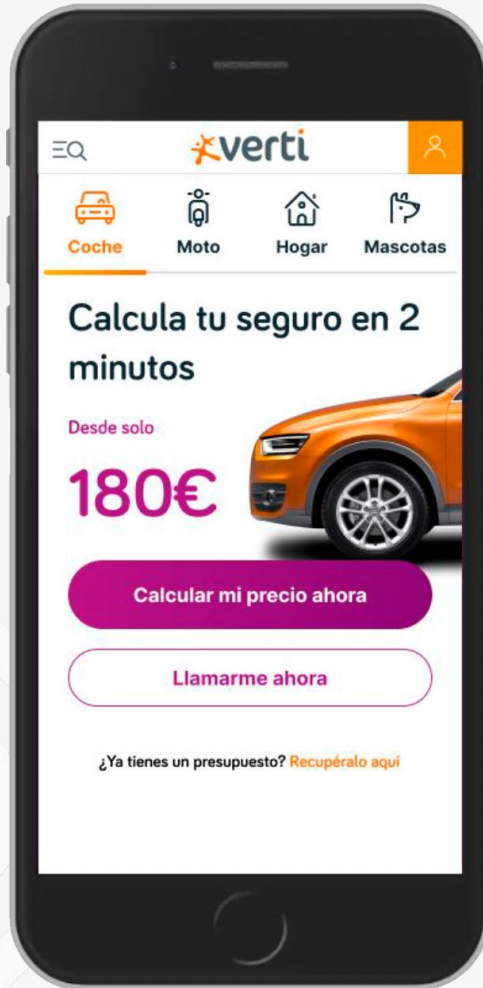 verti
Coche
Moto
Hogar
Mascotas
Calcula tu seguro en 2
minutos
Desde solo
180€
Calcular mi precio ahora
Llamarme ahora
¿Ya tienes un presupuesto? Recupéralo aquí